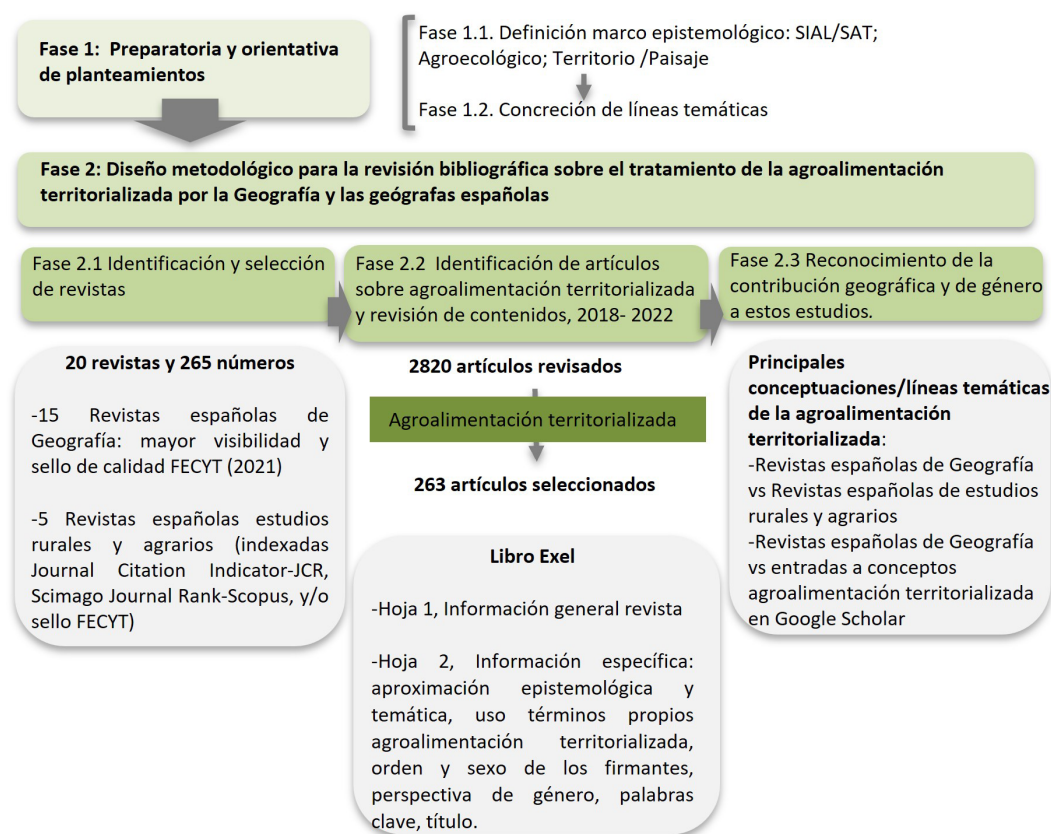 Fase 1:  Preparatoria y orientativa
de planteamientos
Fase 1.1. Definición marco epistemológico: SIAL/SAT;
Agroecológico; Territorio /Paisaje
Fase 1.2. Concreción de líneas temáticas
Fase 2: Diseño metodológico para la revisión bibliográfica sobre el tratamiento de la agroalimentación
territorializada por la Geografía y las geógrafas españolas
Fase 2.1 Identificación y selección
de revistas
Fase 2.2  Identificación de artículos
sobre agroalimentación territorializada
y revisión de contenidos, 2018- 2022
Fase 2.3 Reconocimiento de la
contribución geográfica y de género
a estos estudios.
20 revistas y 265 números
-15 Revistas españolas de
Geografía: mayor visibilidad y
sello de calidad FECYT (2021)
-5 Revistas españolas estudios
rurales y agrarios (indexadas
Journal Citation Indicator-JCR,
Scimago Journal Rank-Scopus, y/o
sello FECYT)
2820 artículos revisados
Agroalimentación territorializada
263 artículos seleccionados
Libro Exel
-Hoja 1, Información general revista
-Hoja 2, Información específica:
aproximación epistemológica y
temática, uso términos propios
agroalimentación territorializada,
orden y sexo de los firmantes,
perspectiva de género, palabras
clave, título.
Principales
conceptuaciones/líneas temáticas
de la agroalimentación
territorializada:
-Revistas españolas de Geografía
vs Revistas españolas de estudios
rurales y agrarios
-Revistas españolas de Geografía
vs entradas a conceptos
agroalimentación territorializada
en Google Scholar